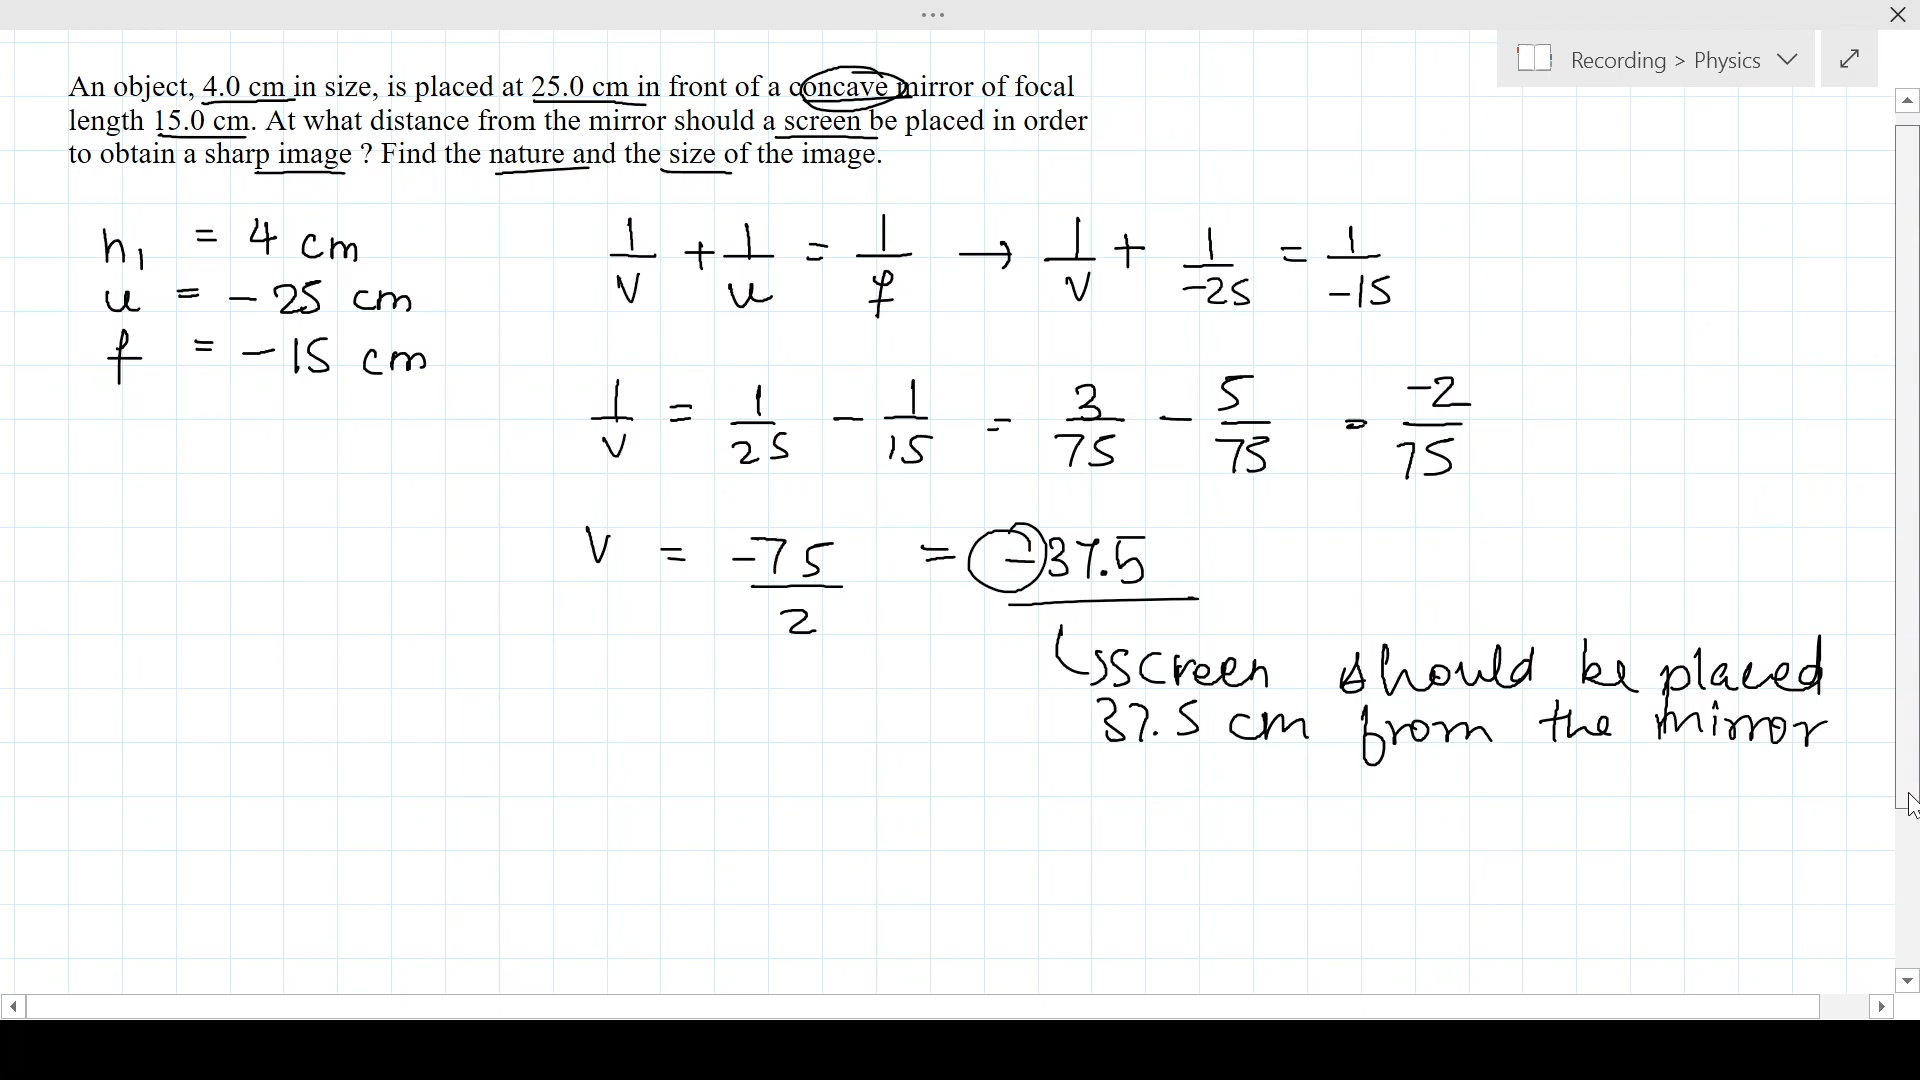 Recording > Physics
An object, 4.0 cm in size, is placed at 25.0 cm in front of a concave mirror of focal
length 15.0 cm. At what distance from the mirror should a screen be placed in order
to obtain a sharp image ? Find the nature and the size of the image.
h₁ = 4 cm
u = -25 cm
f = -15 cm
1/v + 1/u = 1/f → 1/v + 1/-25 = 1/-15
1/v = 1/25 - 1/15 = 3/75 - 5/75 = -2/75
v = -75/2 = -37.5
↳ screen should be placed
37.5 cm from the mirror